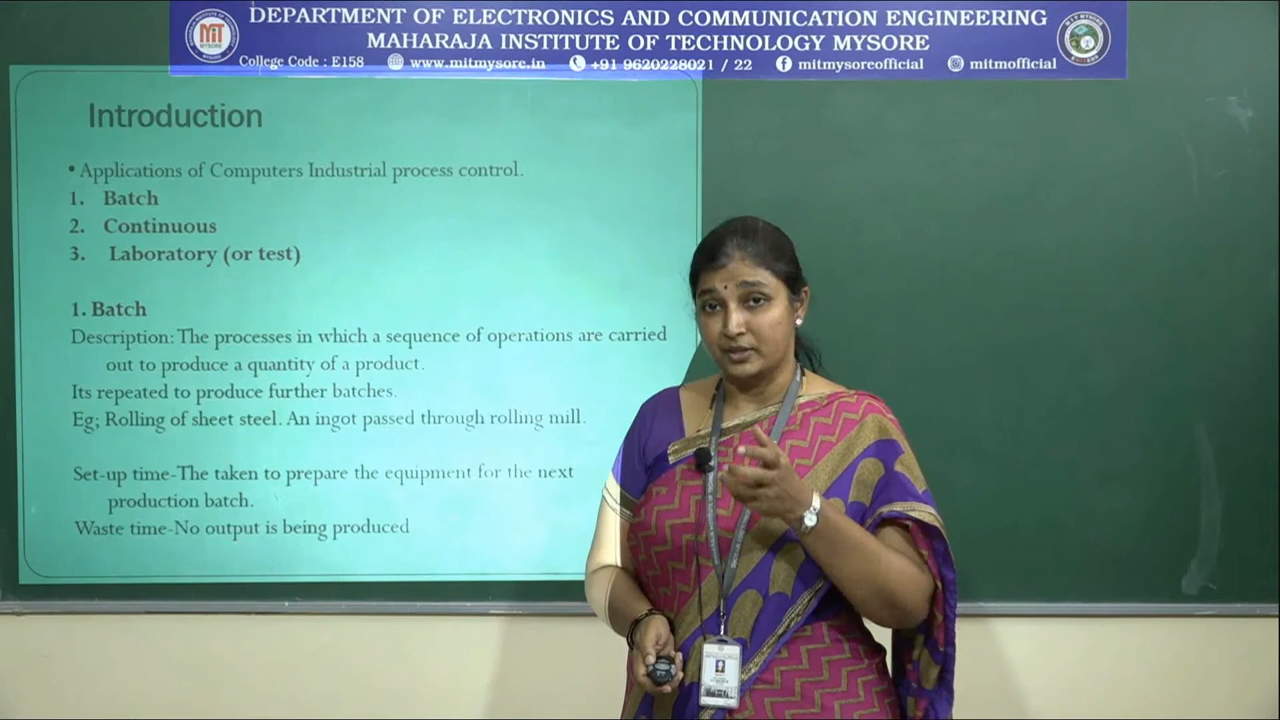 DEPARTMENT OF ELECTRONICS AND COMMUNICATION ENGINEERING
MAHARAJA INSTITUTE OF TECHNOLOGY MYSORE
College Code : E158 www.mitmysore.in +91 9620228021 / 22 mitmysoreofficial mitmofficial
MIT
MYSORE
Introduction
• Applications of Computers Industrial process control.
1. Batch
2. Continuous
3. Laboratory (or test)
1. Batch
Description: The processes in which a sequence of operations are carried
out to produce a quantity of a product.
Its repeated to produce further batches.
Eg; Rolling of sheet steel. An ingot passed through rolling mill.
Set-up time-The taken to prepare the equipment for the next
production batch.
Waste time-No output is being produced